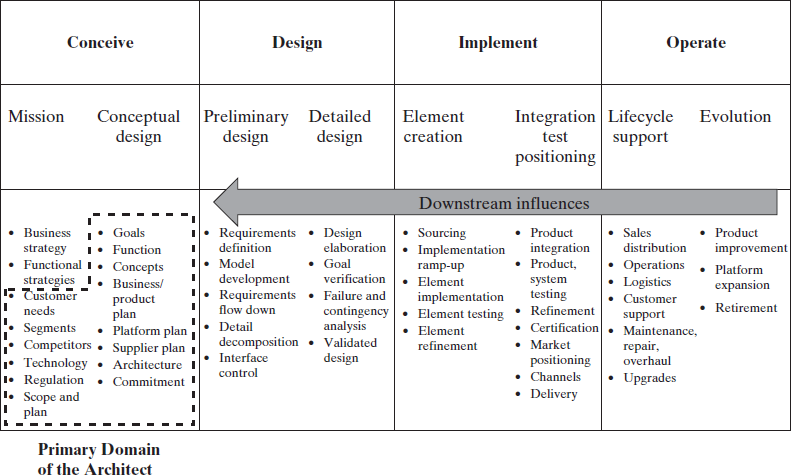 Conceive
Design
Implement
Operate
Mission
Conceptual
design
Preliminary
design
Detailed
design
Element
creation
Integration
test
positioning
Lifecycle
support
Evolution
Downstream influences
• Business
strategy
• Functional
strategies
• Customer
needs
• Segments
• Competitors
• Technology
• Regulation
• Scope and
plan
• Goals
• Function
• Concepts
• Business/
product
plan
• Platform plan
• Supplier plan
• Architecture
• Commitment
• Requirements
definition
• Model
development
• Requirements
flow down
• Detail
decomposition
• Interface
control
• Design
elaboration
• Goal
verification
• Failure and
contingency
analysis
• Validated
design
• Sourcing
• Implementation
ramp-up
• Element
implementation
• Element testing
• Element
refinement
• Product
integration
• Product,
system
testing
• Refinement
• Certification
• Market
positioning
• Channels
• Delivery
• Sales
distribution
• Operations
• Logistics
• Customer
support
• Maintenance,
repair,
overhaul
• Upgrades
• Product
improvement
• Platform
expansion
• Retirement
Primary Domain
of the Architect